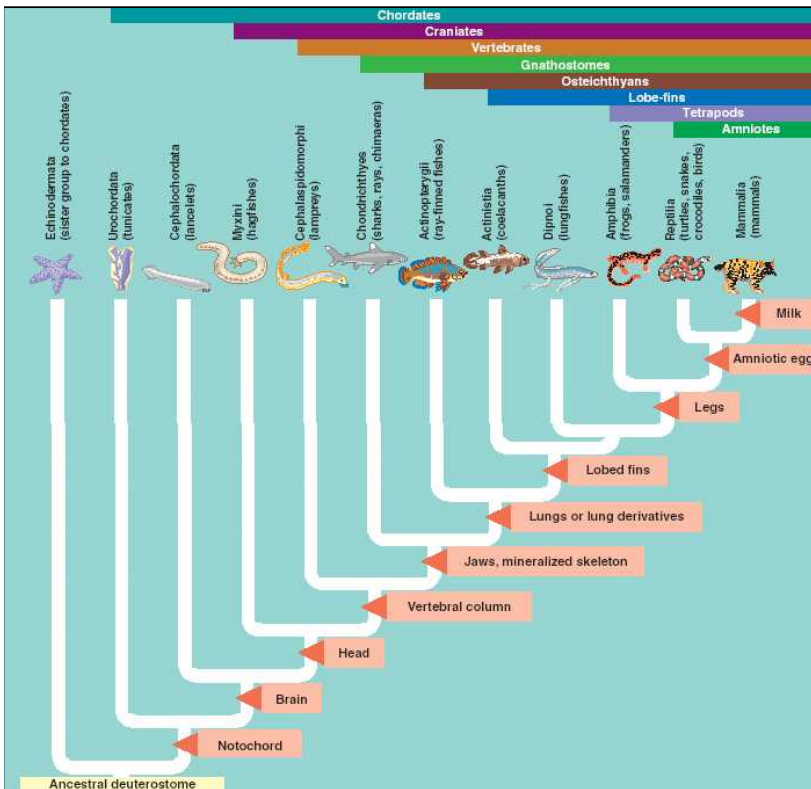 Chordates
Craniates
Vertebrates
Gnathostomes
Osteichthyans
Lobe-fins
Tetrapods
Amniotes
Echinodermata
(sister group to chordates)
Urochordata
(tunicates)
Cephalochordata
(lancelets)
Myxini
(hagfishes)
Cephalaspidomorphi
(lampreys)
Chondrichthyes
(sharks, rays, chimaeras)
Actinopterygii
(ray-finned fishes)
Actinistia
(coelacanths)
Dipnoi
(lungfishes)
Amphibia
(frogs, salamanders)
Reptilia
(turtles, snakes,
crocodiles, birds)
Mammalia
(mammals)
Milk
Amniotic egg
Legs
Lobed fins
Lungs or lung derivatives
Jaws, mineralized skeleton
Vertebral column
Head
Brain
Notochord
Ancestral deuterostome